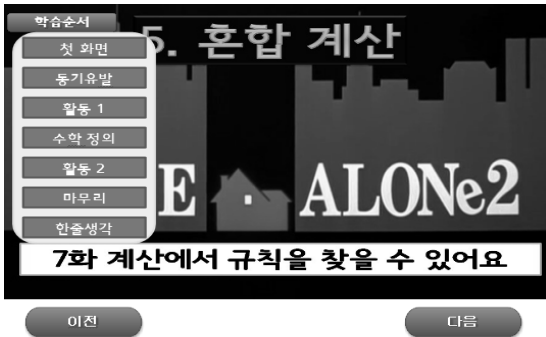 학습순서
5. 혼합 계산
첫 화면
동기유발
활동 1
수학 정의
활동 2
마무리
한줄생각
E ALONe2
7화 계산에서 규칙을 찾을 수 있어요
이전
다음